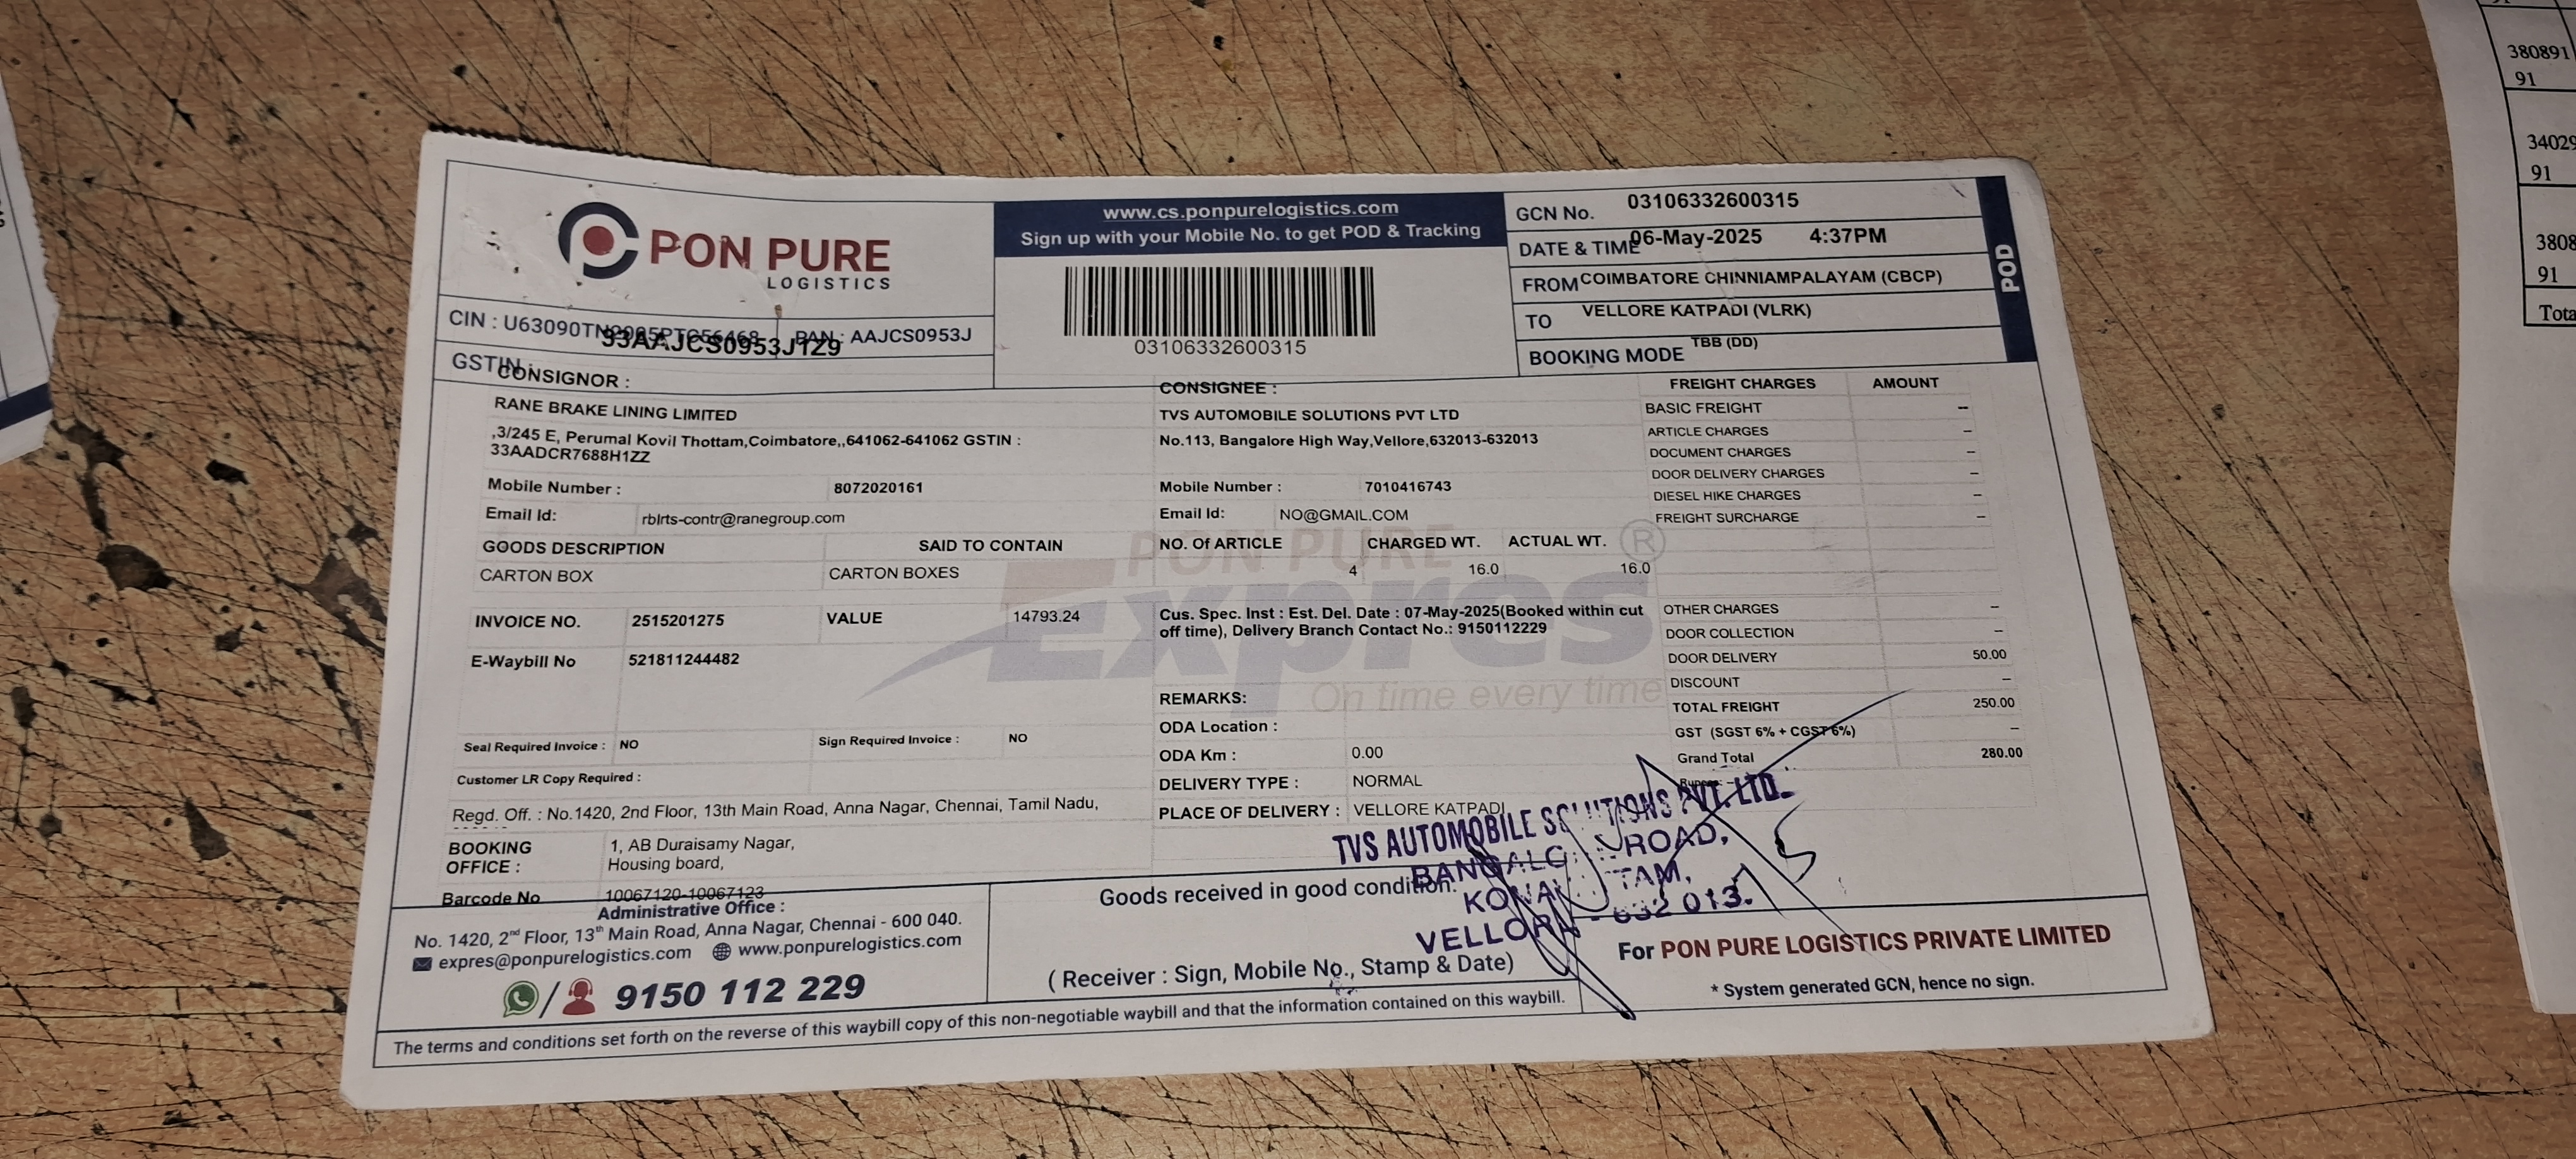 PON PURE
LOGISTICS
CIN : PAN : AAJCS0953J
33AAJCS0953J1Z9
GSTIN
www.cs.ponpurelogistics.com
Sign up with your Mobile No. to get POD & Tracking
03106332600315
GCN No. 03106332600315
DATE & TIME 06-May-2025 4:37PM
FROM COIMBATORE CHINNIAMPALAYAM (CBCP)
TO VELLORE KATPADI (VLRK)
BOOKING MODE TBB (DD)
POD
CONSIGNOR :
RANE BRAKE LINING LIMITED
,3/245 E, Perumal Kovil Thottam,Coimbatore,,641062-641062 GSTIN :
33AADCR7688H1ZZ
Mobile Number : 8072020161
Email Id: rblrts-contr@ranegroup.com
GOODS DESCRIPTION SAID TO CONTAIN
CARTON BOX CARTON BOXES
INVOICE NO. 2515201275 VALUE 14793.24
E-Waybill No 521811244482
Seal Required Invoice : NO Sign Required Invoice : NO
Customer LR Copy Required :
Regd. Off. : No.1420, 2nd Floor, 13th Main Road, Anna Nagar, Chennai, Tamil Nadu,
BOOKING OFFICE : 1, AB Duraisamy Nagar,
Housing board,
Barcode No 10067120-10067123
CONSIGNEE :
TVS AUTOMOBILE SOLUTIONS PVT LTD
No.113, Bangalore High Way,Vellore,632013-632013
Mobile Number : 7010416743
Email Id: NO@GMAIL.COM
NO. Of ARTICLE CHARGED WT. ACTUAL WT.
4 16.0 16.0
PON PURE
Expres ®
On time every time
Cus. Spec. Inst : Est. Del. Date : 07-May-2025(Booked within cut
off time), Delivery Branch Contact No.: 9150112229
REMARKS:
ODA Location :
ODA Km : 0.00
DELIVERY TYPE : NORMAL
PLACE OF DELIVERY : VELLORE KATPADI
FREIGHT CHARGES AMOUNT
BASIC FREIGHT --
ARTICLE CHARGES --
DOCUMENT CHARGES --
DOOR DELIVERY CHARGES --
DIESEL HIKE CHARGES --
FREIGHT SURCHARGE --
OTHER CHARGES --
DOOR COLLECTION --
DOOR DELIVERY 50.00
DISCOUNT --
TOTAL FREIGHT 250.00
GST (SGST 6% + CGST 6%) --
Grand Total 280.00
TVS AUTOMOBILE SOLUTIONS PVT. LTD.
ROAD,
VELLORE 632 013.
Administrative Office :
No. 1420, 2nd Floor, 13th Main Road, Anna Nagar, Chennai - 600 040.
expres@ponpurelogistics.com www.ponpurelogistics.com
9150 112 229
Goods received in good condition.
( Receiver : Sign, Mobile No., Stamp & Date)
For PON PURE LOGISTICS PRIVATE LIMITED
* System generated GCN, hence no sign.
The terms and conditions set forth on the reverse of this waybill copy of this non-negotiable waybill and that the information contained on this waybill.
380891
91
34029
91
3808
91
Tota